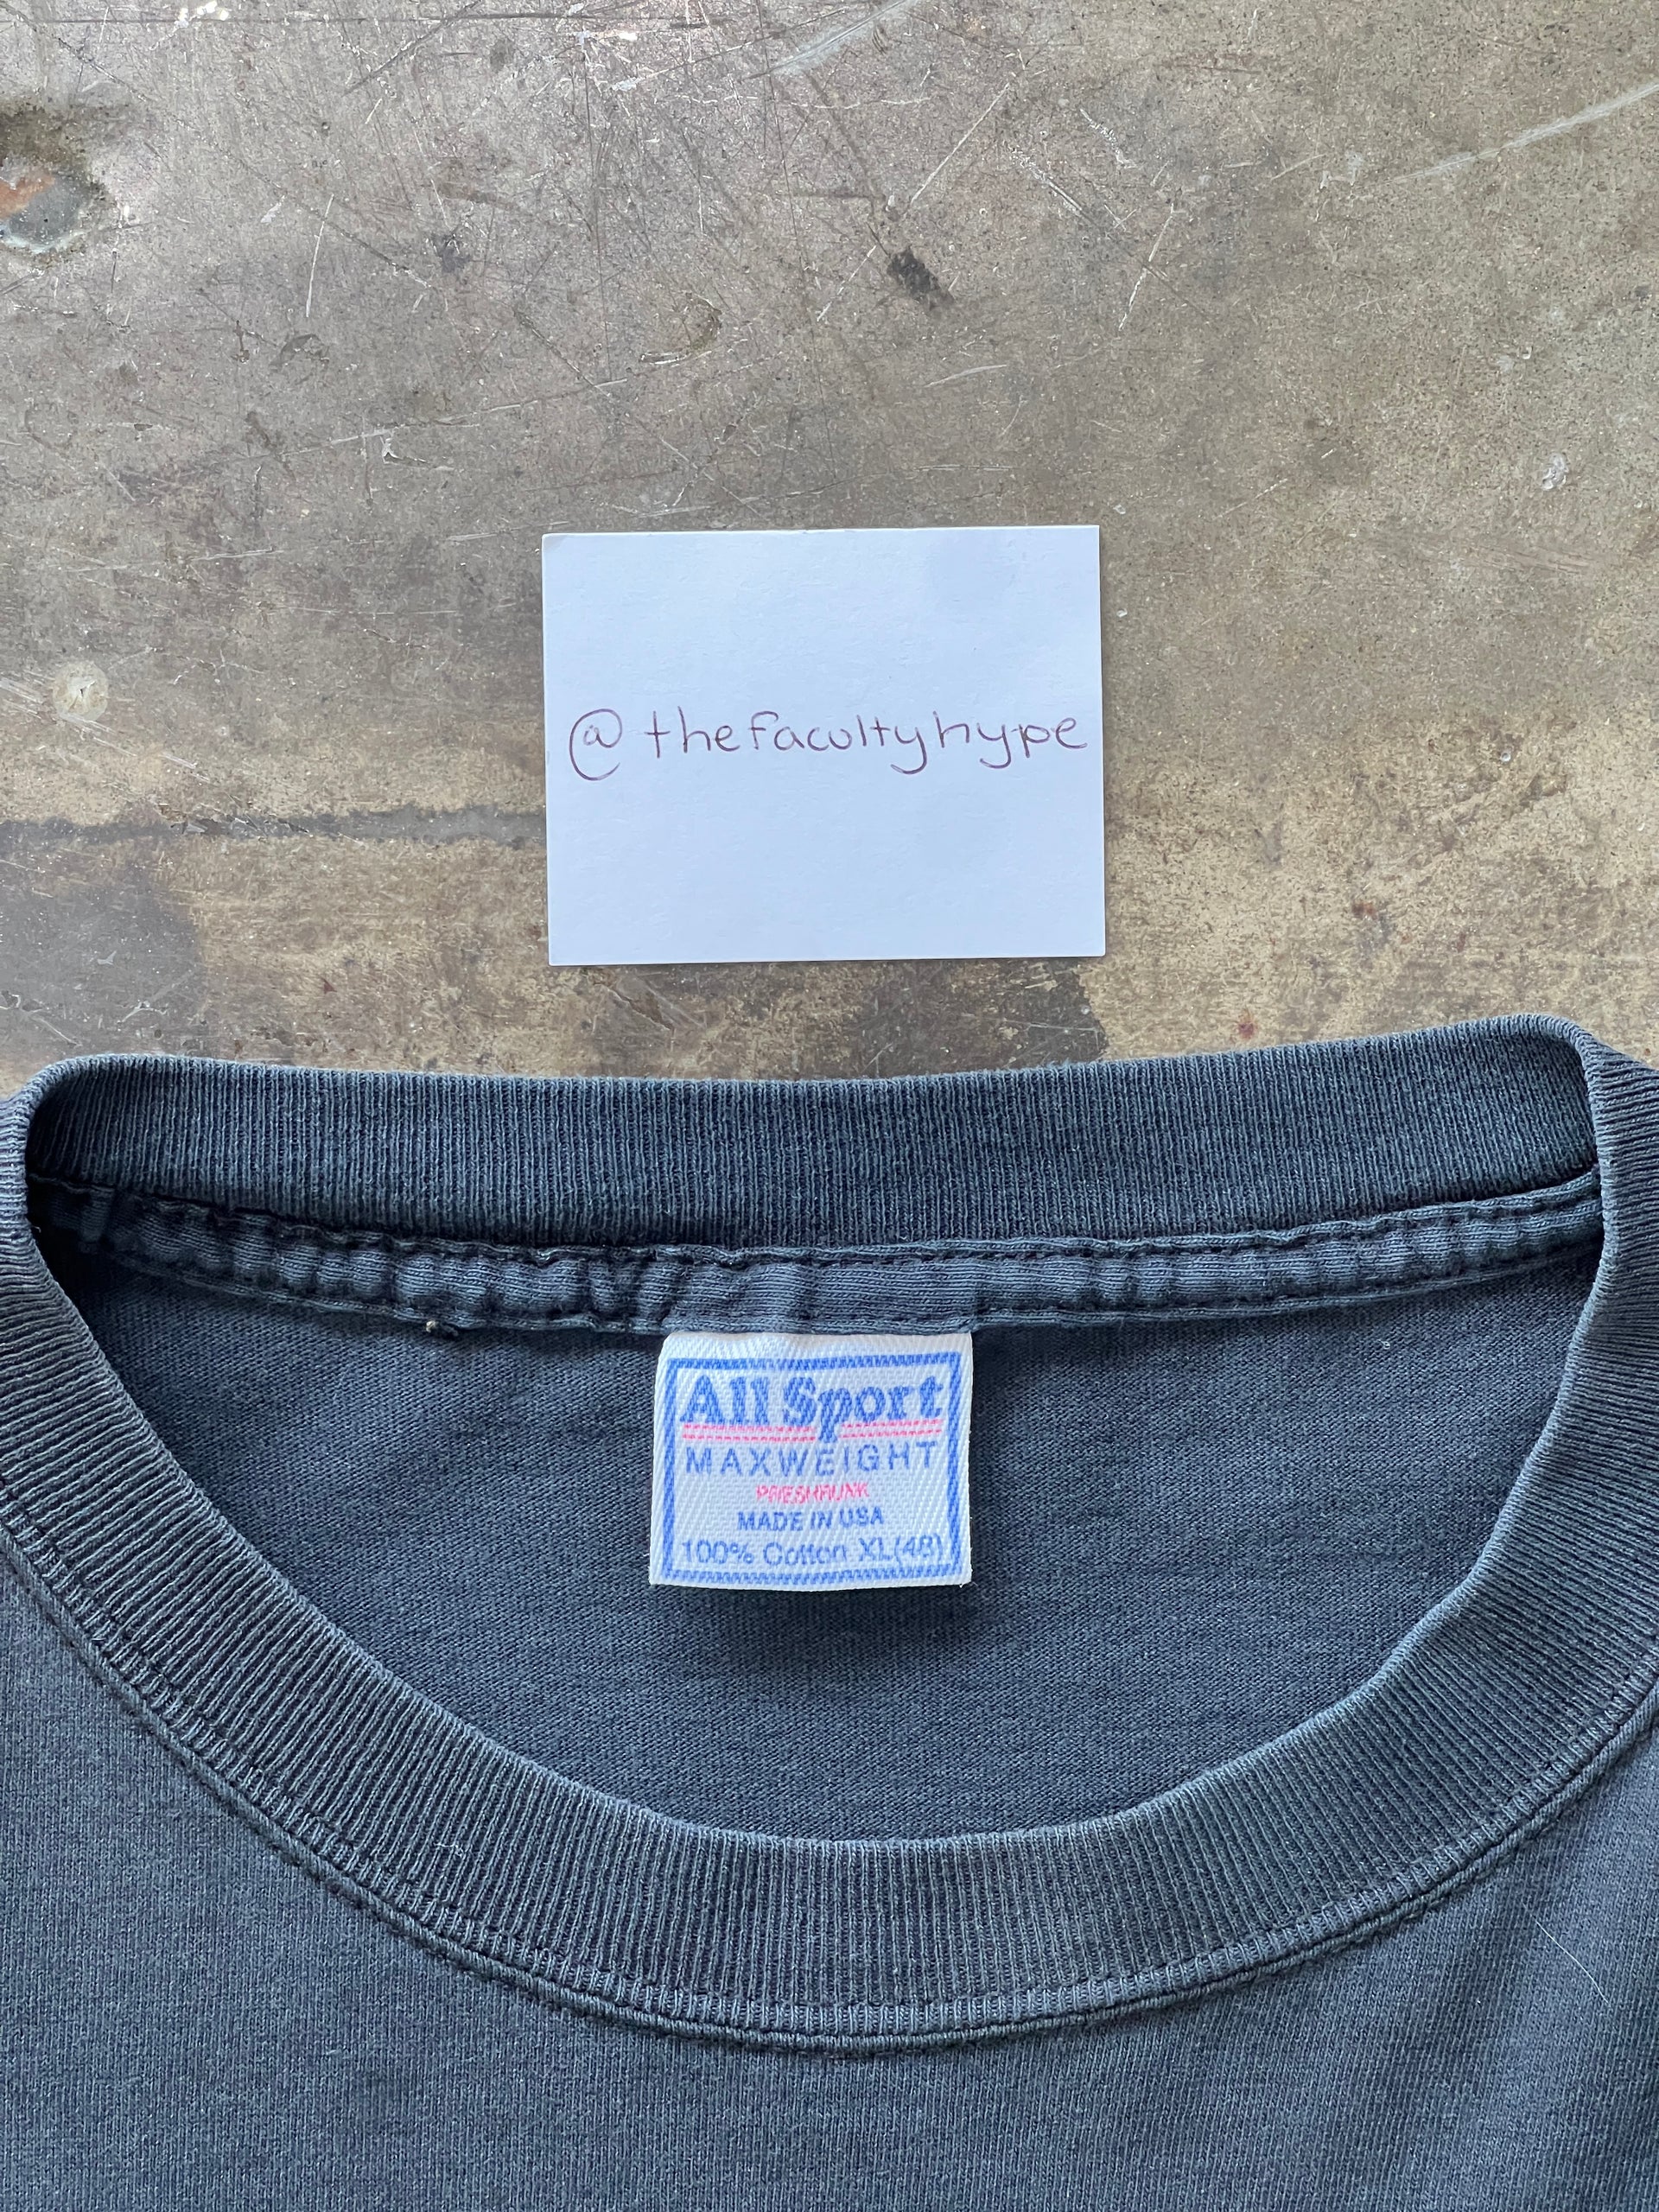 @thefacultyhype
All Sport
MAXWEIGHT
PRESHRUNK
MADE IN USA
100% Cotton XL(48)